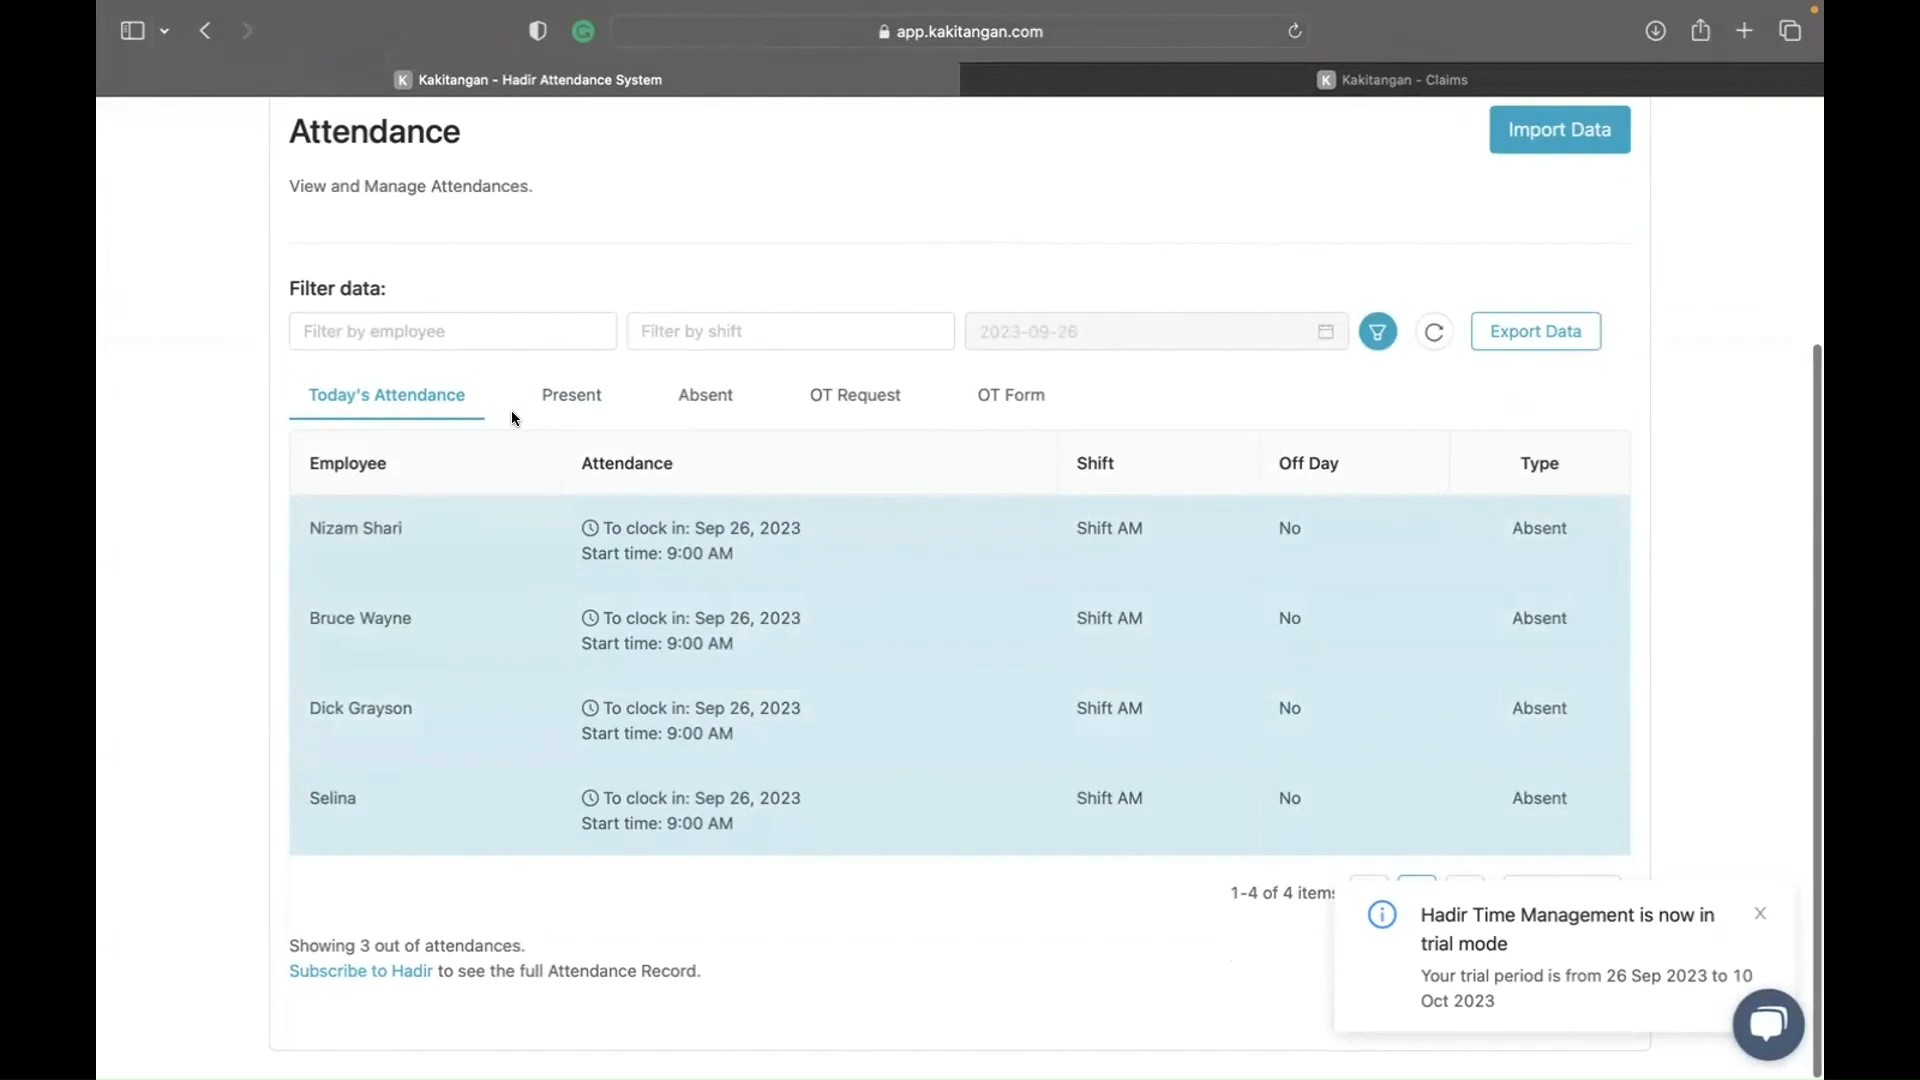 app.kakitangan.com
K Kakitangan - Hadir Attendance System
K Kakitangan - Claims
Attendance
Import Data
View and Manage Attendances.
Filter data:
Filter by employee
Filter by shift
2023-09-26
Export Data
Today's Attendance
Present
Absent
OT Request
OT Form
Employee
Attendance
Shift
Off Day
Type
Nizam Shari
To clock in: Sep 26, 2023
Start time: 9:00 AM
Shift AM
No
Absent
Bruce Wayne
To clock in: Sep 26, 2023
Start time: 9:00 AM
Shift AM
No
Absent
Dick Grayson
To clock in: Sep 26, 2023
Start time: 9:00 AM
Shift AM
No
Absent
Selina
To clock in: Sep 26, 2023
Start time: 9:00 AM
Shift AM
No
Absent
1-4 of 4 items
Showing 3 out of attendances.
Subscribe to Hadir to see the full Attendance Record.
Hadir Time Management is now in
trial mode
Your trial period is from 26 Sep 2023 to 10
Oct 2023